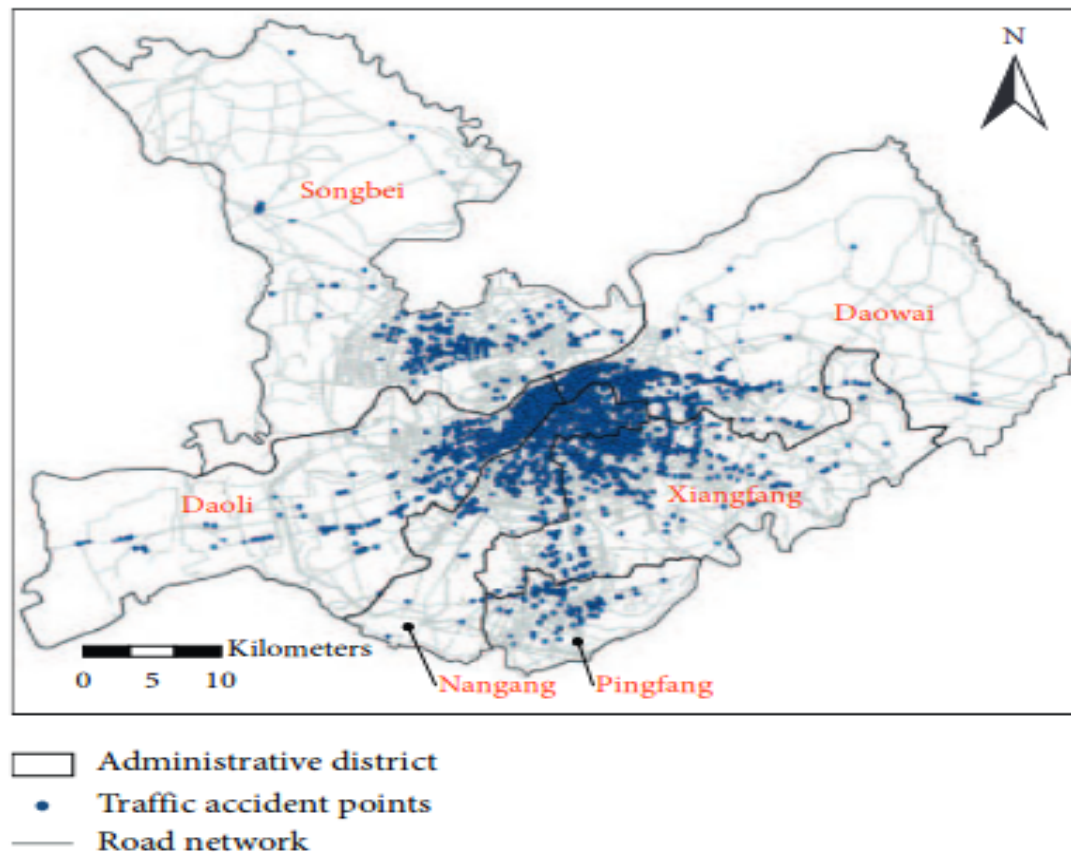 N
Songbei
Daowai
Xiangfang
Daoli
Kilometers
0 5 10
Nangang Pingfang
Administrative district
Traffic accident points
Road network